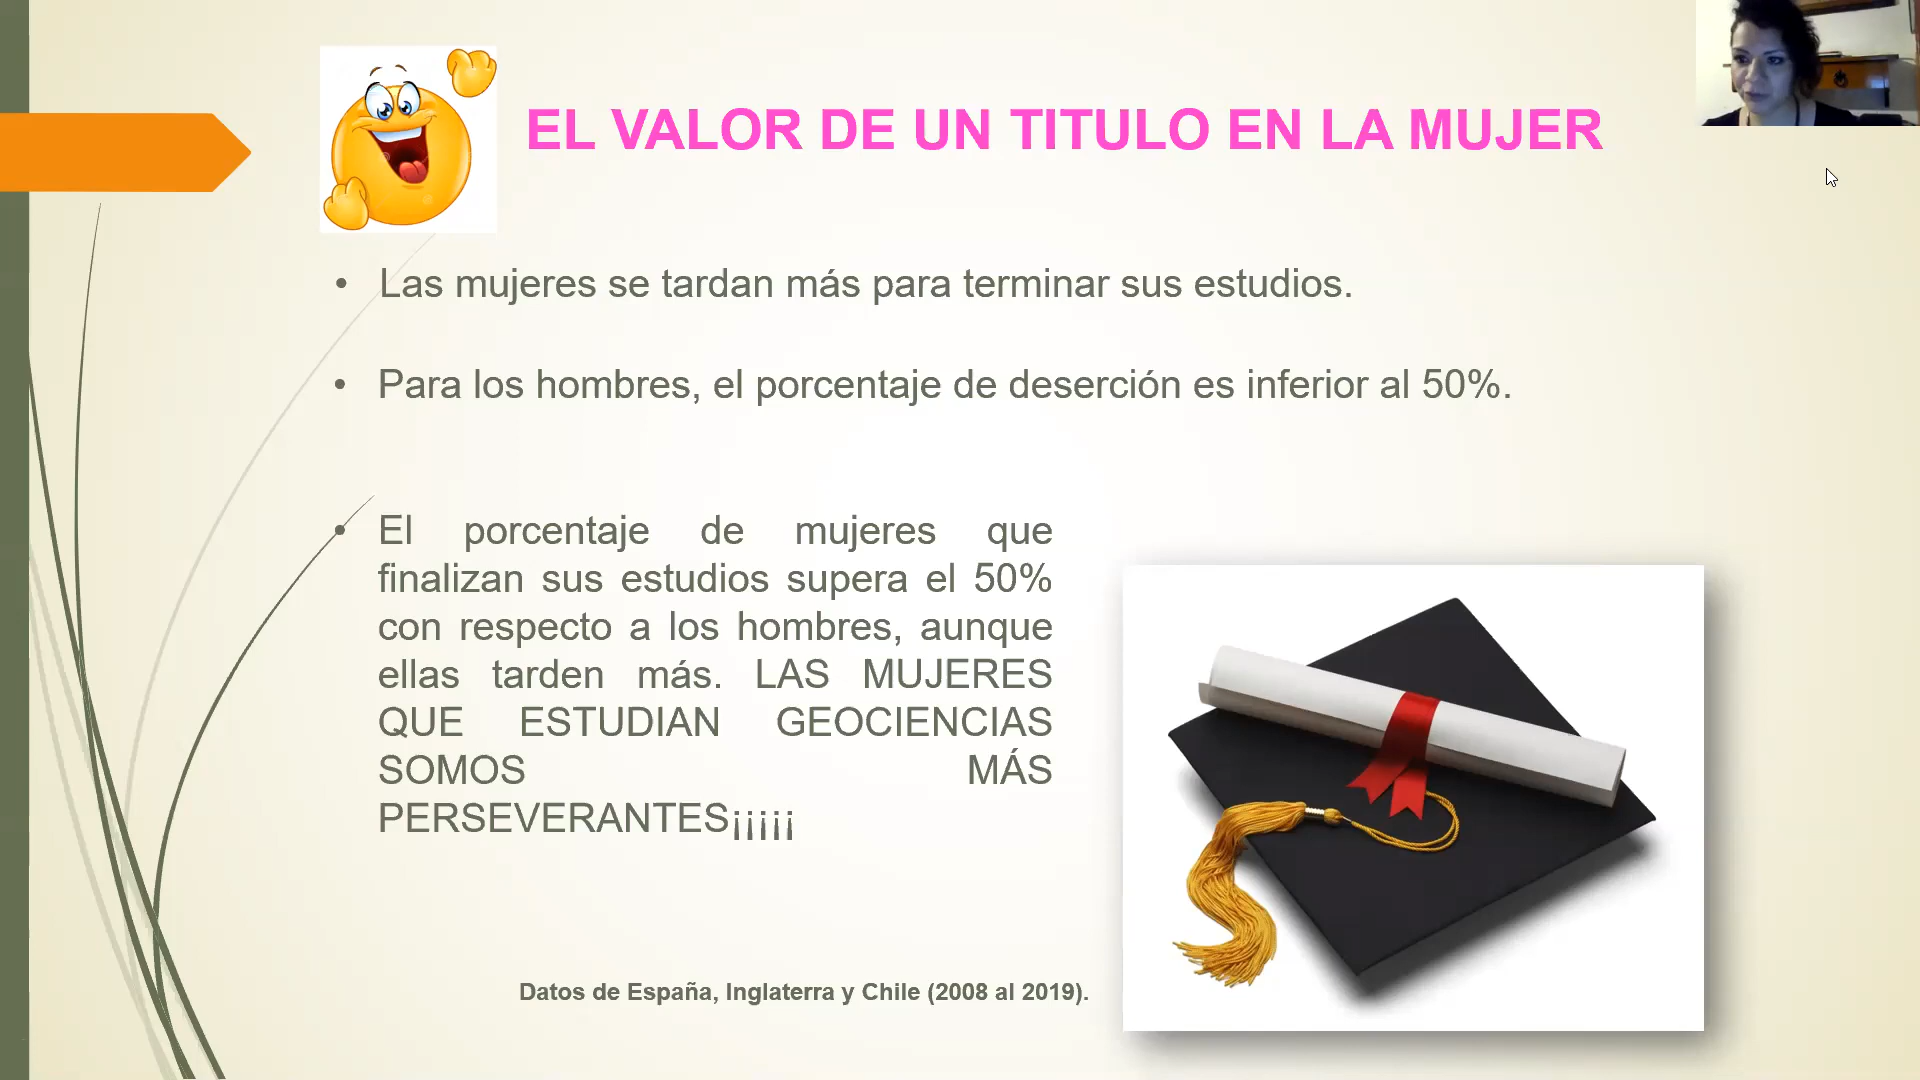 EL VALOR DE UN TITULO EN LA MUJER
• Las mujeres se tardan más para terminar sus estudios.
• Para los hombres, el porcentaje de deserción es inferior al 50%.
• El porcentaje de mujeres que
finalizan sus estudios supera el 50%
con respecto a los hombres, aunque
ellas tarden más. LAS MUJERES
QUE ESTUDIAN GEOCIENCIAS
SOMOS MÁS
PERSEVERANTES¡¡¡¡¡
Datos de España, Inglaterra y Chile (2008 al 2019).